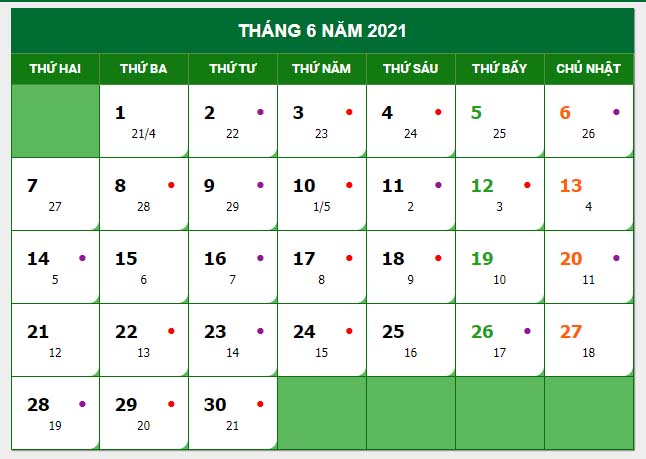 THÁNG 6 NĂM 2021
THỨ HAI THỨ BA THỨ TƯ THỨ NĂM THỨ SÁU THỨ BẨY CHỦ NHẬT
1 2 3 4 5 6
21/4 22 23 24 25 26
7 8 9 10 11 12 13
27 28 29 1/5 2 3 4
14 15 16 17 18 19 20
5 6 7 8 9 10 11
21 22 23 24 25 26 27
12 13 14 15 16 17 18
28 29 30
19 20 21